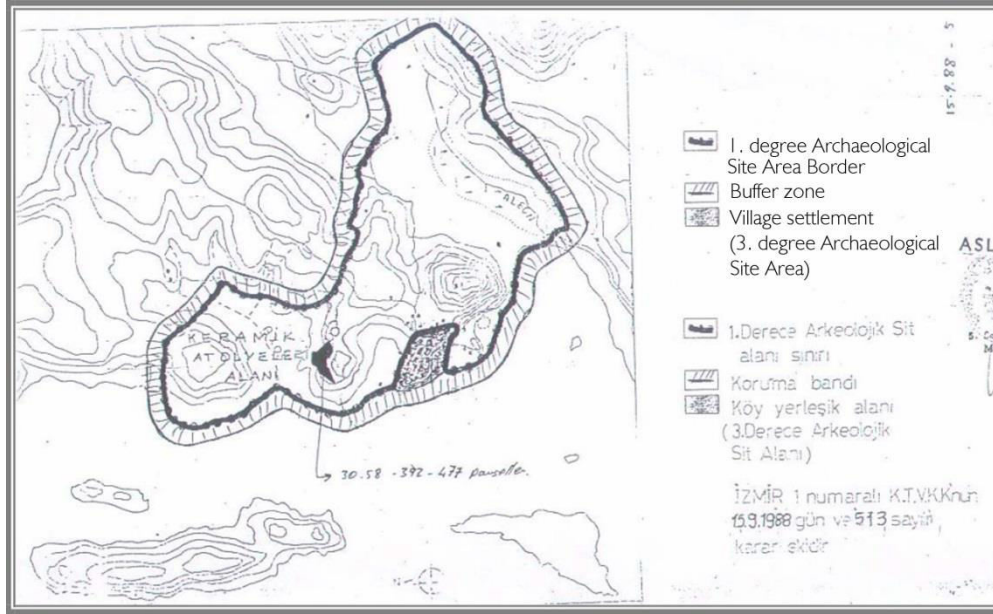 15.9.88 - 5
1. degree Archaeological
Site Area Border
Buffer zone
Village settlement
(3. degree Archaeological
Site Area)
ASL
1.Derece Arkeolojik Sit
alanı sınırı
Koruma bandı
Köy yerleşik alanı
(3.Derece Arkeolojik
Sit Alanı)
İZMİR 1 numaralı K.T.V.K.Knun
15.9.1988 gün ve 513 sayılı
karar ekidir
KERAMİK
ATÖLYELERİ
ALANI
30.58 -392 -477 parseller.
N